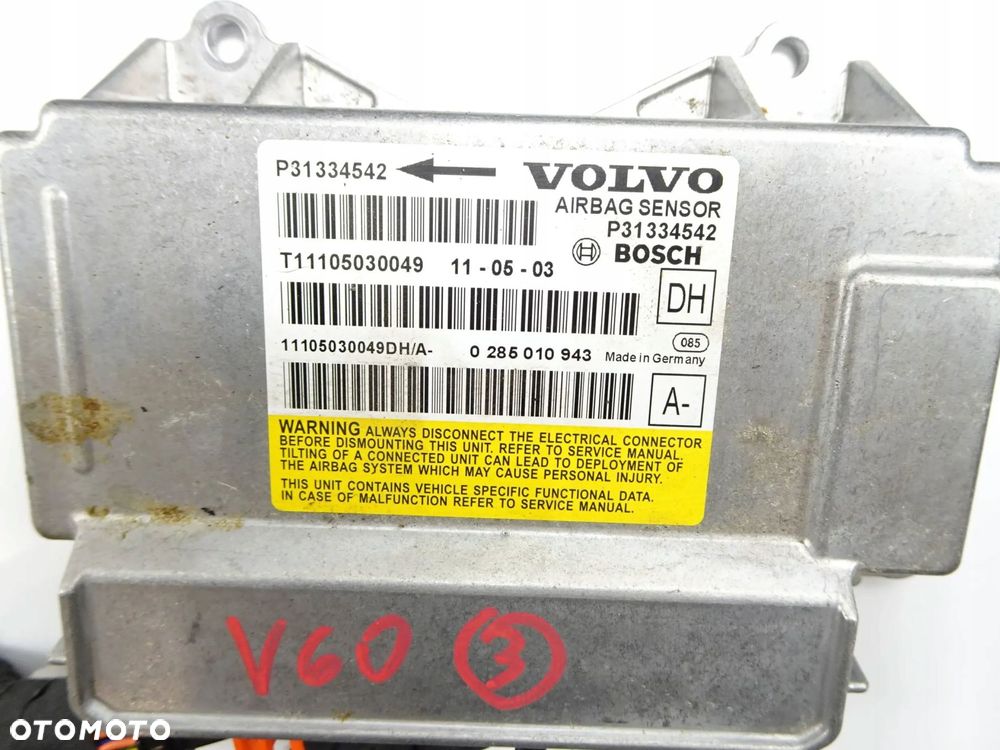 P31334542
VOLVO
AIRBAG SENSOR
P31334542
BOSCH
T11105030049 11-05-03
DH
085
11105030049DH/A- 0 285 010 943 Made in Germany
A-
WARNING ALWAYS DISCONNECT THE ELECTRICAL CONNECTOR
BEFORE DISMOUNTING THIS UNIT. REFER TO SERVICE MANUAL.
TILTING OF A CONNECTED UNIT CAN LEAD TO DEPLOYMENT OF
THE AIRBAG SYSTEM WHICH MAY CAUSE PERSONAL INJURY.
THIS UNIT CONTAINS VEHICLE SPECIFIC FUNCTIONAL DATA.
IN CASE OF MALFUNCTION REFER TO SERVICE MANUAL.
V60 3
OTOMOTO